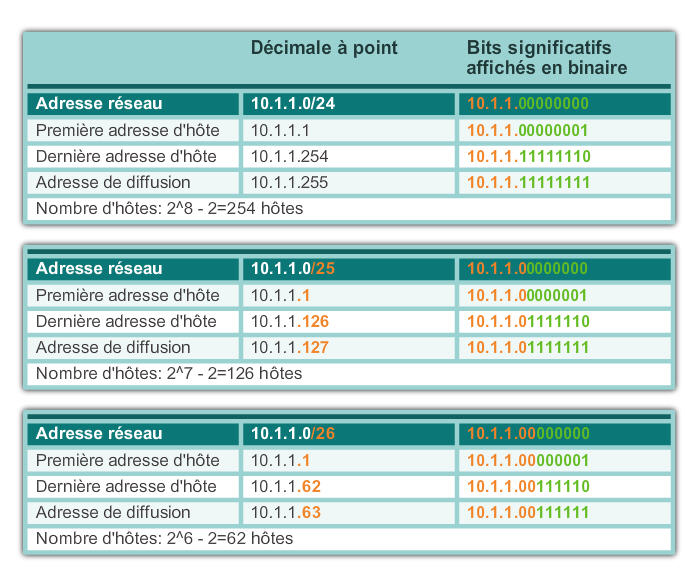 Décimale à point Bits significatifs
affichés en binaire
Adresse réseau 10.1.1.0/24 10.1.1.00000000
Première adresse d'hôte 10.1.1.1 10.1.1.00000001
Dernière adresse d'hôte 10.1.1.254 10.1.1.11111110
Adresse de diffusion 10.1.1.255 10.1.1.11111111
Nombre d'hôtes: 2^8 - 2=254 hôtes
Adresse réseau 10.1.1.0/25 10.1.1.00000000
Première adresse d'hôte 10.1.1.1 10.1.1.00000001
Dernière adresse d'hôte 10.1.1.126 10.1.1.01111110
Adresse de diffusion 10.1.1.127 10.1.1.01111111
Nombre d'hôtes: 2^7 - 2=126 hôtes
Adresse réseau 10.1.1.0/26 10.1.1.00000000
Première adresse d'hôte 10.1.1.1 10.1.1.00000001
Dernière adresse d'hôte 10.1.1.62 10.1.1.00111110
Adresse de diffusion 10.1.1.63 10.1.1.00111111
Nombre d'hôtes: 2^6 - 2=62 hôtes